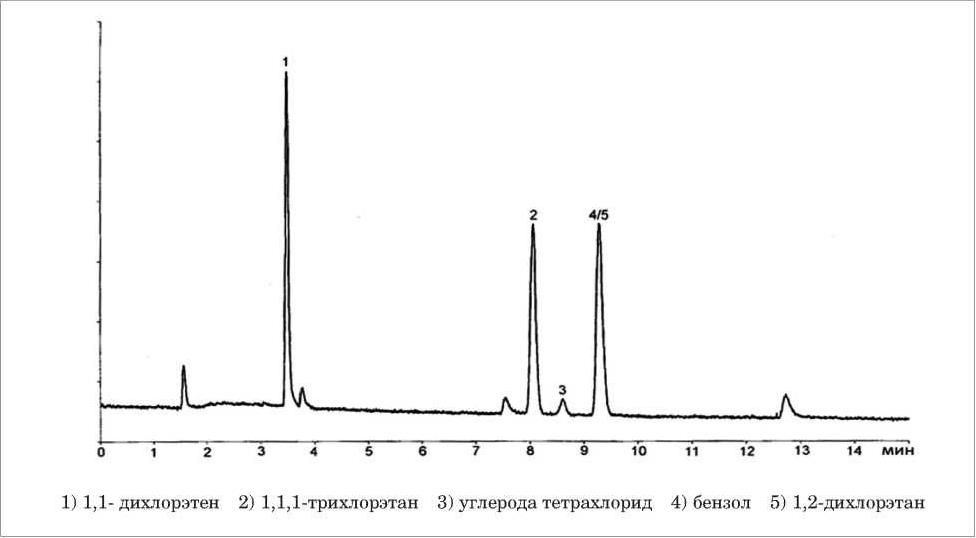 1
2
4/5
3
0 1 2 3 4 5 6 7 8 9 10 11 12 13 14 мин
1) 1,1- дихлорэтен 2) 1,1,1-трихлорэтан 3) углерода тетрахлорид 4) бензол 5) 1,2-дихлорэтан